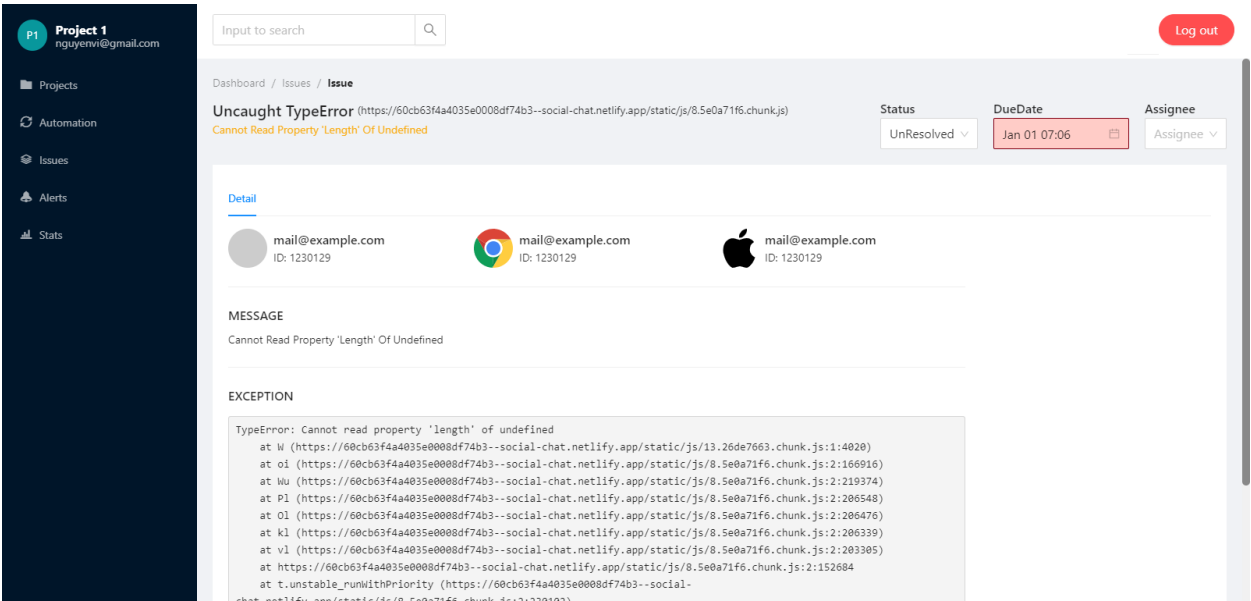 P1
Project 1
nguyenvi@gmail.com
Projects
Automation
Issues
Alerts
Stats
Input to search
Log out
Dashboard / Issues / Issue
Uncaught TypeError (https://60cb63f4a4035e0008df74b3--social-chat.netlify.app/static/js/8.5e0a71f6.chunk.js)
Cannot Read Property 'Length' Of Undefined
Status
UnResolved
DueDate
Jan 01 07:06
Assignee
Assignee
Detail
mail@example.com
ID: 1230129
mail@example.com
ID: 1230129
mail@example.com
ID: 1230129
MESSAGE
Cannot Read Property 'Length' Of Undefined
EXCEPTION
TypeError: Cannot read property 'length' of undefined
at W (https://60cb63f4a4035e0008df74b3--social-chat.netlify.app/static/js/13.26de7663.chunk.js:1:4020)
at oi (https://60cb63f4a4035e0008df74b3--social-chat.netlify.app/static/js/8.5e0a71f6.chunk.js:2:166916)
at Wu (https://60cb63f4a4035e0008df74b3--social-chat.netlify.app/static/js/8.5e0a71f6.chunk.js:2:219374)
at Pl (https://60cb63f4a4035e0008df74b3--social-chat.netlify.app/static/js/8.5e0a71f6.chunk.js:2:206548)
at Ol (https://60cb63f4a4035e0008df74b3--social-chat.netlify.app/static/js/8.5e0a71f6.chunk.js:2:206476)
at kl (https://60cb63f4a4035e0008df74b3--social-chat.netlify.app/static/js/8.5e0a71f6.chunk.js:2:206339)
at vl (https://60cb63f4a4035e0008df74b3--social-chat.netlify.app/static/js/8.5e0a71f6.chunk.js:2:203305)
at https://60cb63f4a4035e0008df74b3--social-chat.netlify.app/static/js/8.5e0a71f6.chunk.js:2:152684
at t.unstable_runWithPriority (https://60cb63f4a4035e0008df74b3--social-